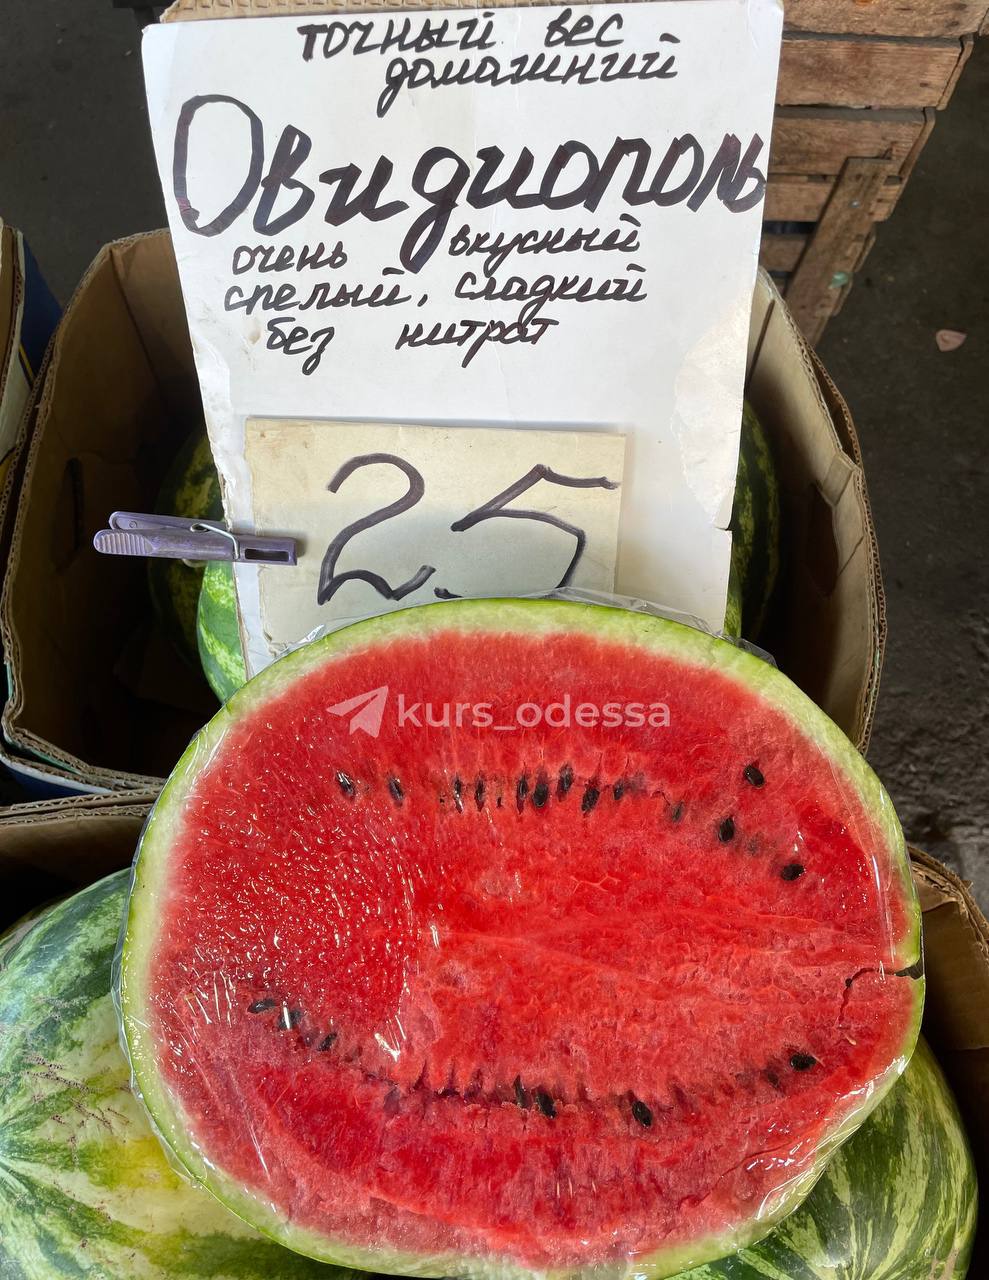 точный вес
домашний
Овидиополь
очень вкусный
спелый, сладкий
без нитрат
25
kurs_odessa